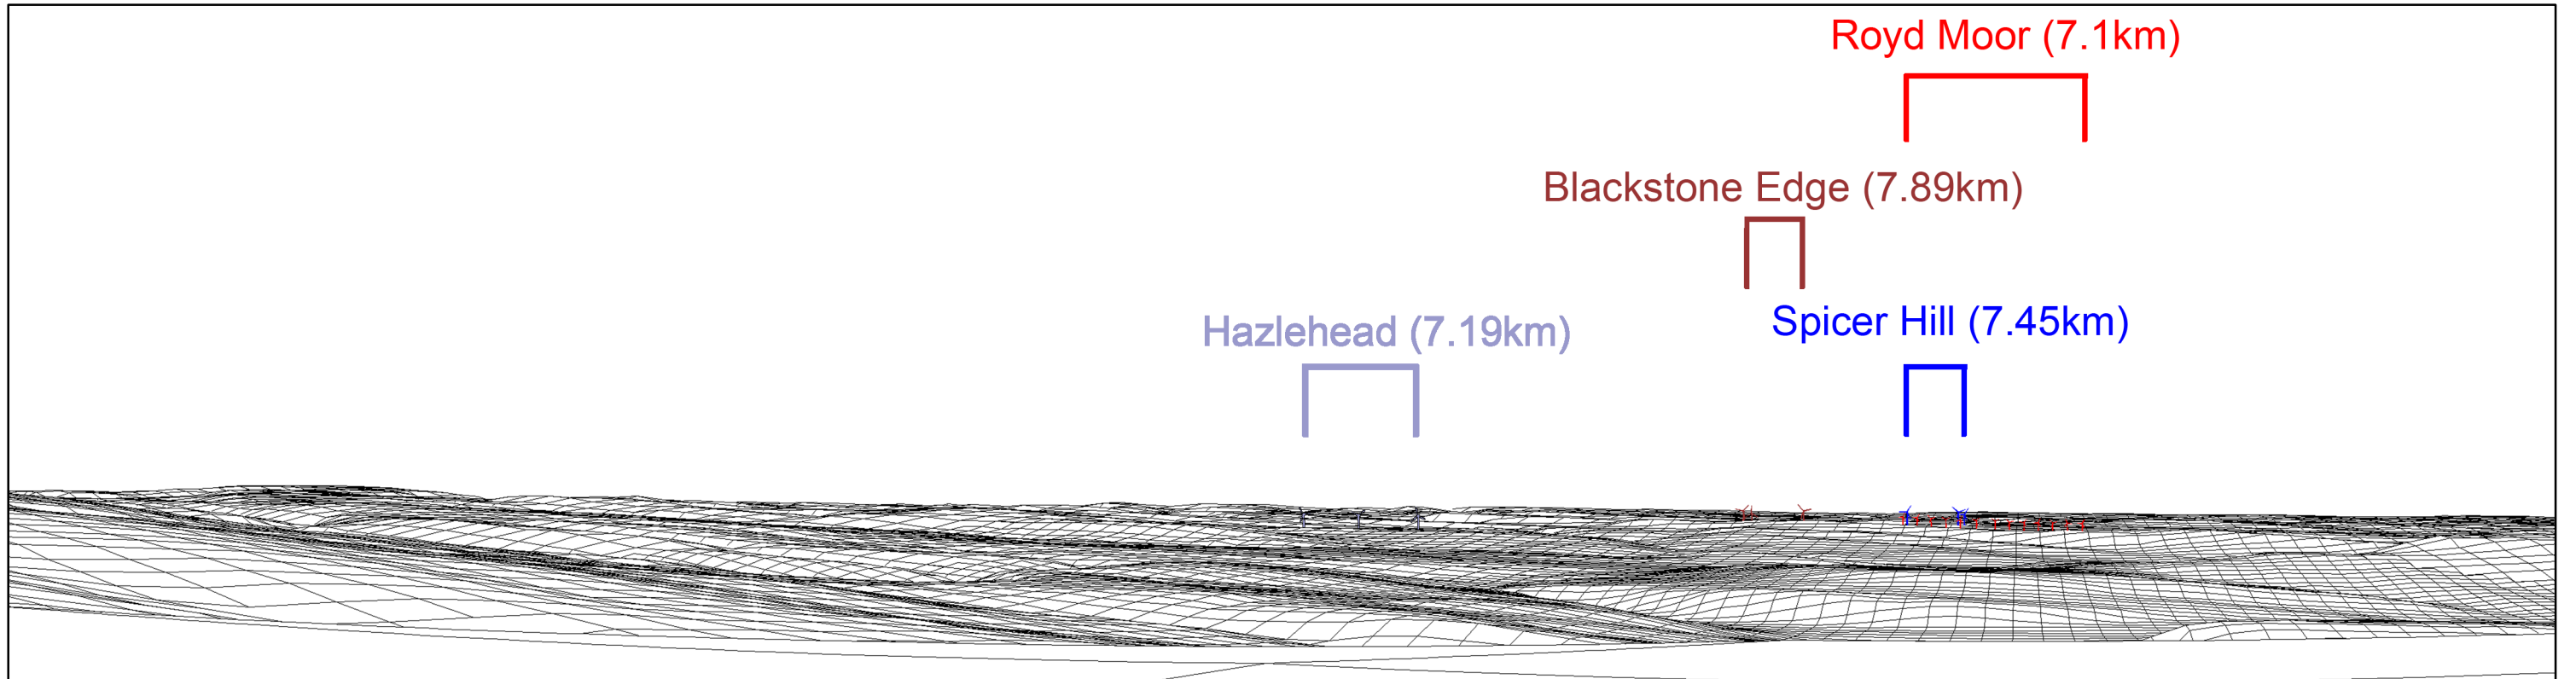 Royd Moor (7.1km)
Blackstone Edge (7.89km)
Hazlehead (7.19km)
Spicer Hill (7.45km)